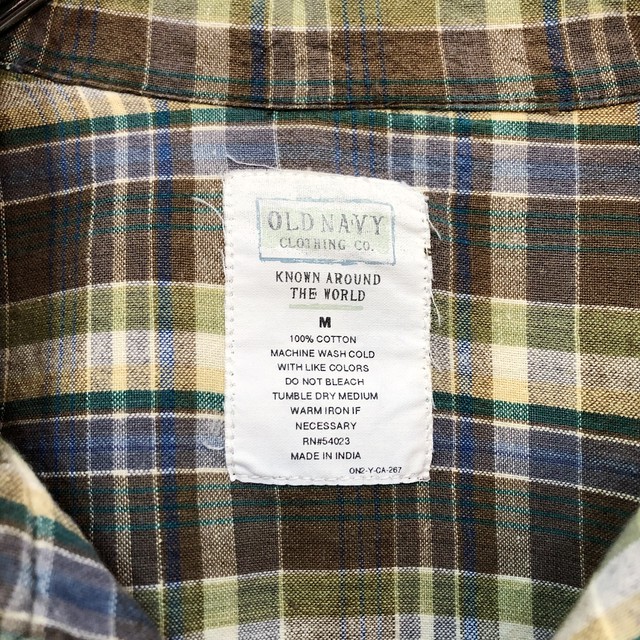 OLD NAVY
CLOTHING CO.
KNOWN AROUND
THE WORLD
M
100% COTTON
MACHINE WASH COLD
WITH LIKE COLORS
DO NOT BLEACH
TUMBLE DRY MEDIUM
WARM IRON IF
NECESSARY
RN#54023
MADE IN INDIA
ON2-Y-CA-267